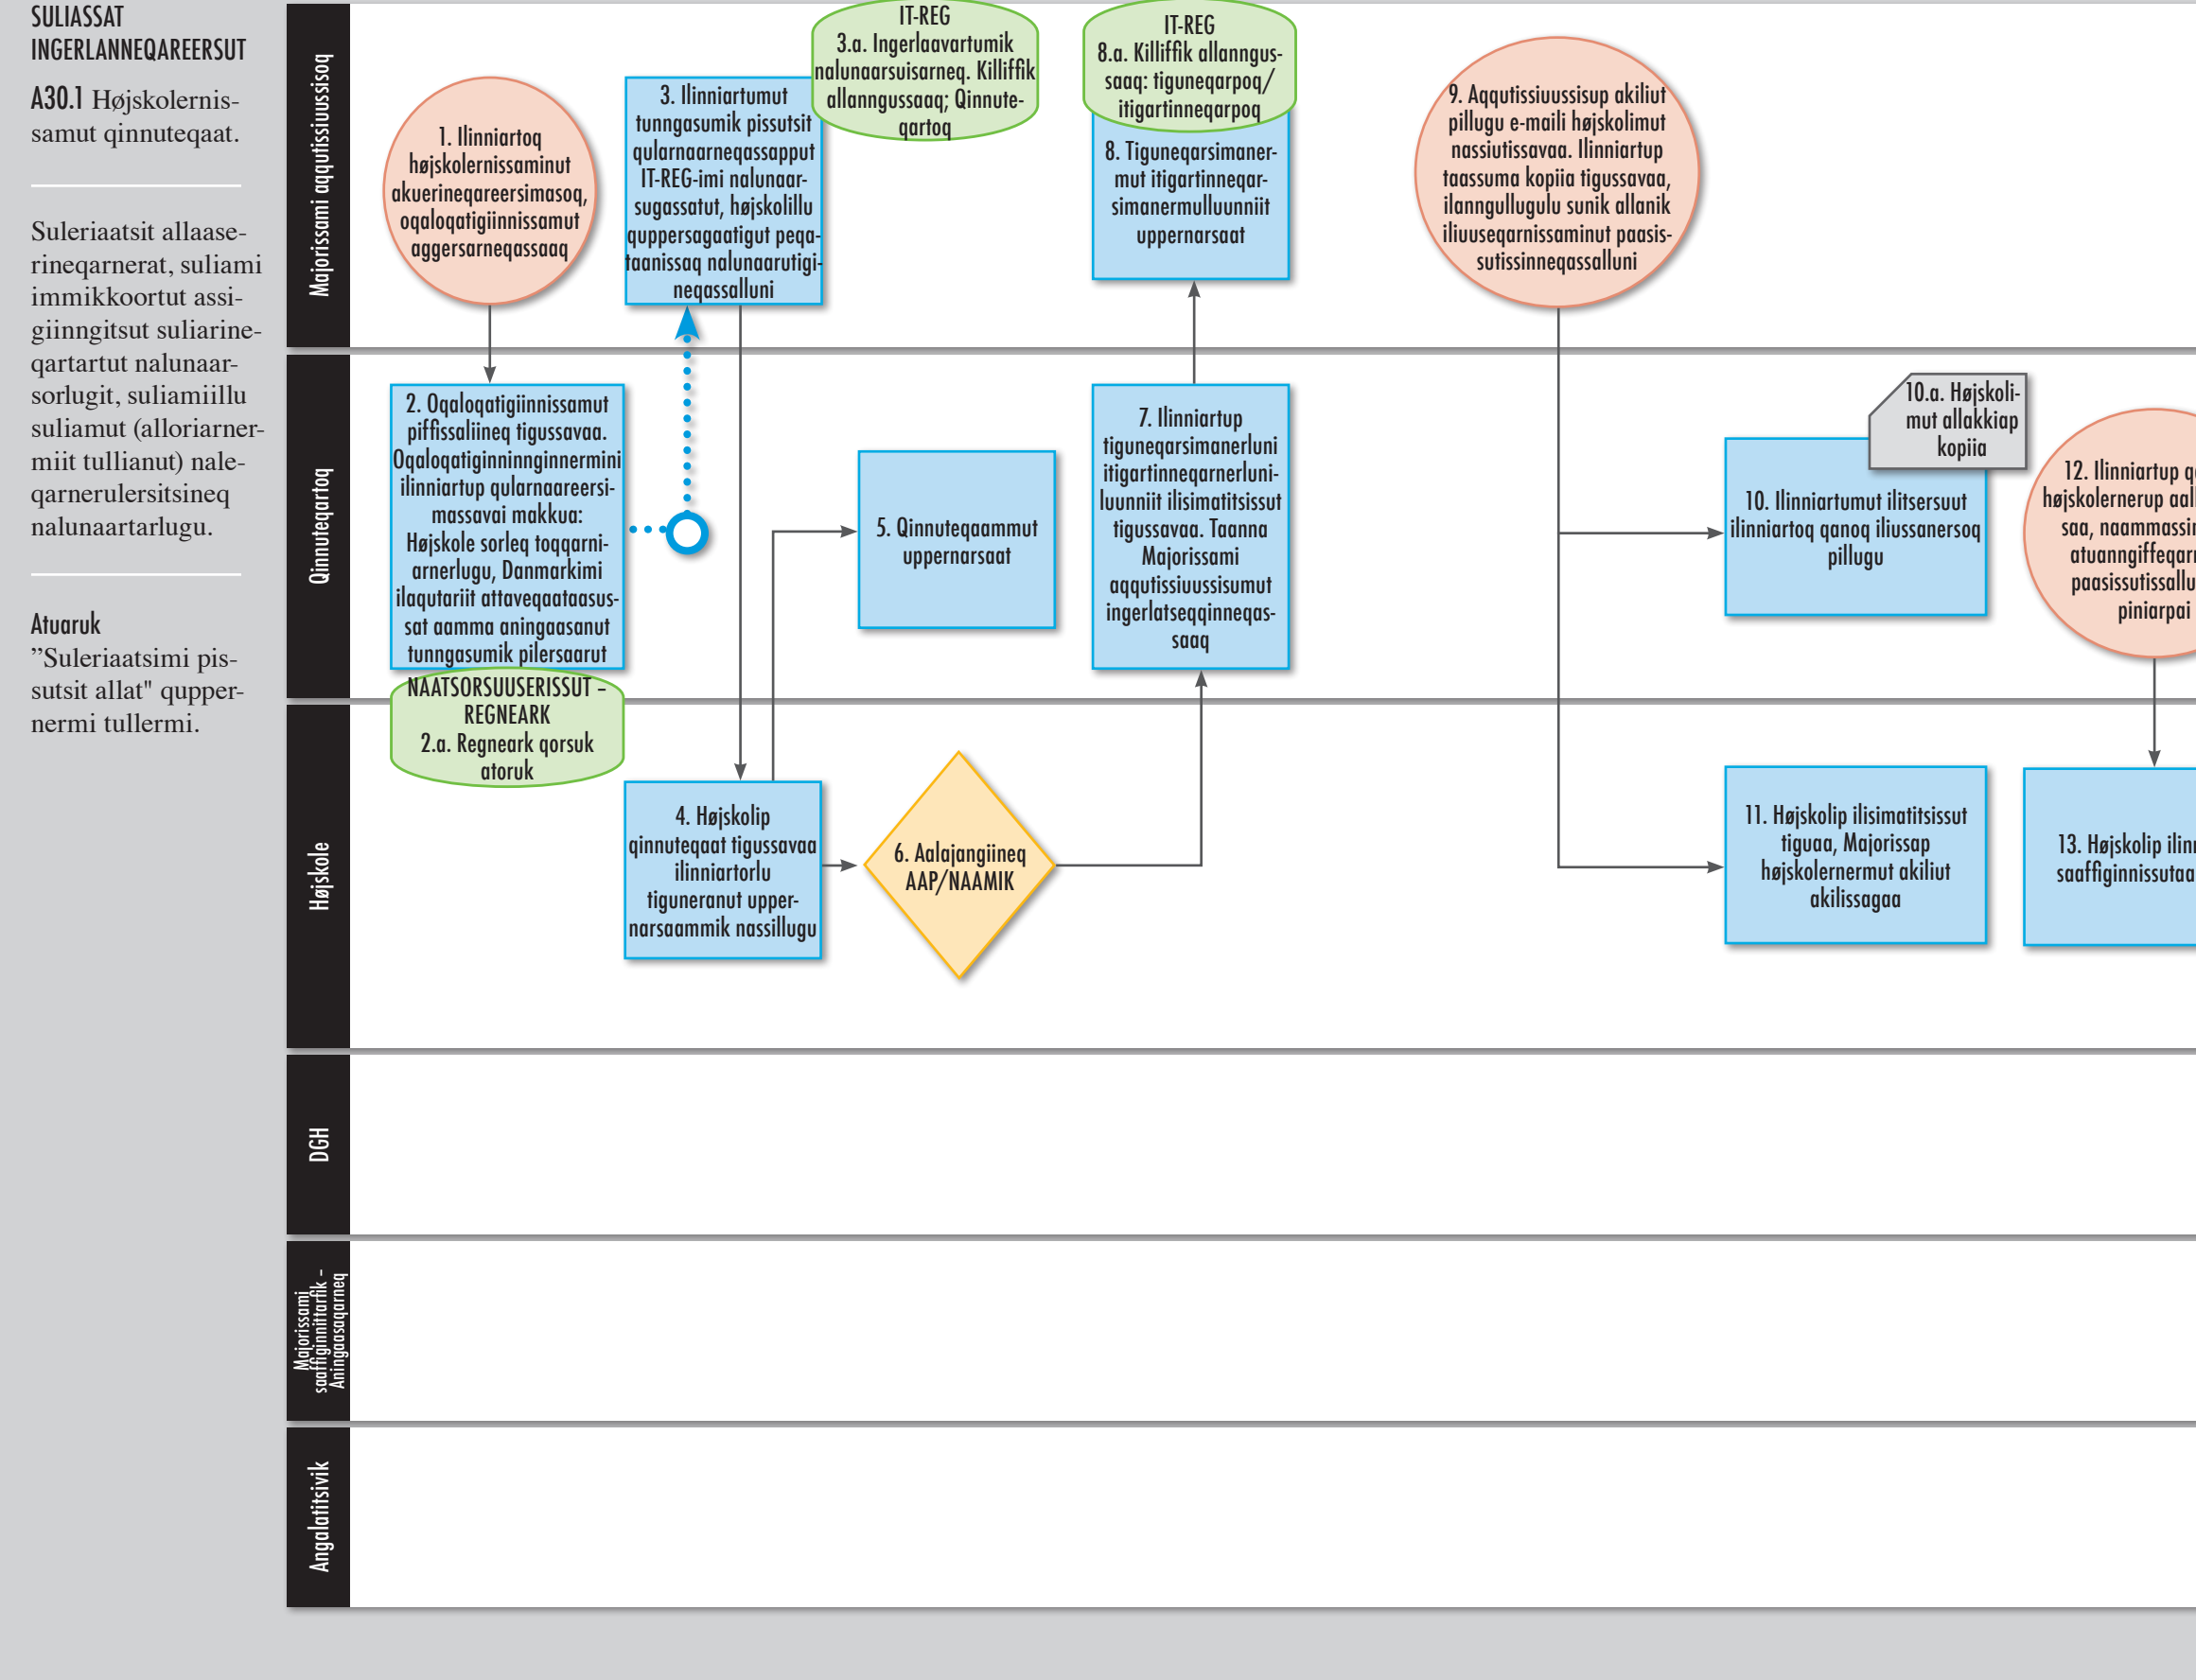 SULIASSAT
INGERLANNEQAREERSUT
A30.1 Højskolernis-
samut qinnuteqaat.
Suleriaatsit allaase-
rineqarnerat, suliami
immikkoortut assi-
giinngitsut suliarine-
qartartut nalunaar-
sorlugit, suliamiillu
suliamut (alloriarner-
miit tullianut) nale-
qarnerulersitsineq
nalunaartarlugu.
Atuaruk
”Suleriaatsimi pis-
sutsit allat" qupper-
nermi tullermi.
Majorissami aqqutissiuussisoq
1. Ilinniartoq
højskolernissaminut
akuerineqareersimasoq,
oqaloqatigiinnissamut
aggersarneqassaaq
3. Ilinniartumut
tunngasumik pissutsit
qularnaarneqassapput
IT-REG-imi nalunaar-
sugassatut, højskolillu
quppersagaatigut peqa-
taanissaq nalunaarutigi-
neqassalluni
IT-REG
3.a. Ingerlaavartumik
nalunaarsuisarneq. Killiffik
allanngussaaq; Qinnute-
qartoq
IT-REG
8.a. Killiffik allanngus-
saaq: tiguneqarpoq/
itigartinneqarpoq
8. Tiguneqarsimaner-
mut itigartinneqar-
simanermulluunniit
uppernarsaat
9. Aqqutissiuussisup akiliut
pillugu e-maili højskolimut
nassiutissavaa. Ilinniartup
taassuma kopiia tigussavaa,
ilanngullugulu sunik allanik
iliuuseqarnissaminut paasis-
sutissinneqassalluni
Qinnuteqartoq
2. Oqaloqatigiinnissamut
piffissaliineq tigussavaa.
Oqaloqatiginninnginnermini
ilinniartup qularnaareersi-
massavai makkua:
Højskole sorleq toqqarni-
arnerlugu, Danmarkimi
ilaqutariit attaveqaataasus-
sat aamma aningaasanut
tunngasumik pilersaarut
NAATSORSUUSERISSUT –
REGNEARK
2.a. Regneark qorsuk
atoruk
5. Qinnuteqaammut
uppernarsaat
7. Ilinniartup
tiguneqarsimanerluni
itigartinneqarnerluni-
luunniit ilisimatitsissut
tigussavaa. Taanna
Majorissami
aqqutissiuussisumut
ingerlatseqqinneqas-
saaq
10.a. Højskoli-
mut allakkiap
kopiia
10. Ilinniartumut ilitsersuut
ilinniartoq qanoq iliussanersoq
pillugu
12. Ilinniartup
højskolernerup
saa,
piniarpai
Højskole
4. Højskolip
qinnuteqaat tigussavaa
ilinniartorlu
tiguneranut upper-
narsaammik nassillugu
6. Aalajangiineq
AAP/NAAMIK
11. Højskolip ilisimatitsissut
tiguaa, Majorissap
højskolernermut akiliut
akilissagaa
13. Højskolip
DGH
Majorissami
saaffiginnittarfik –
Aningaasaqarneq
Angalatitsivik